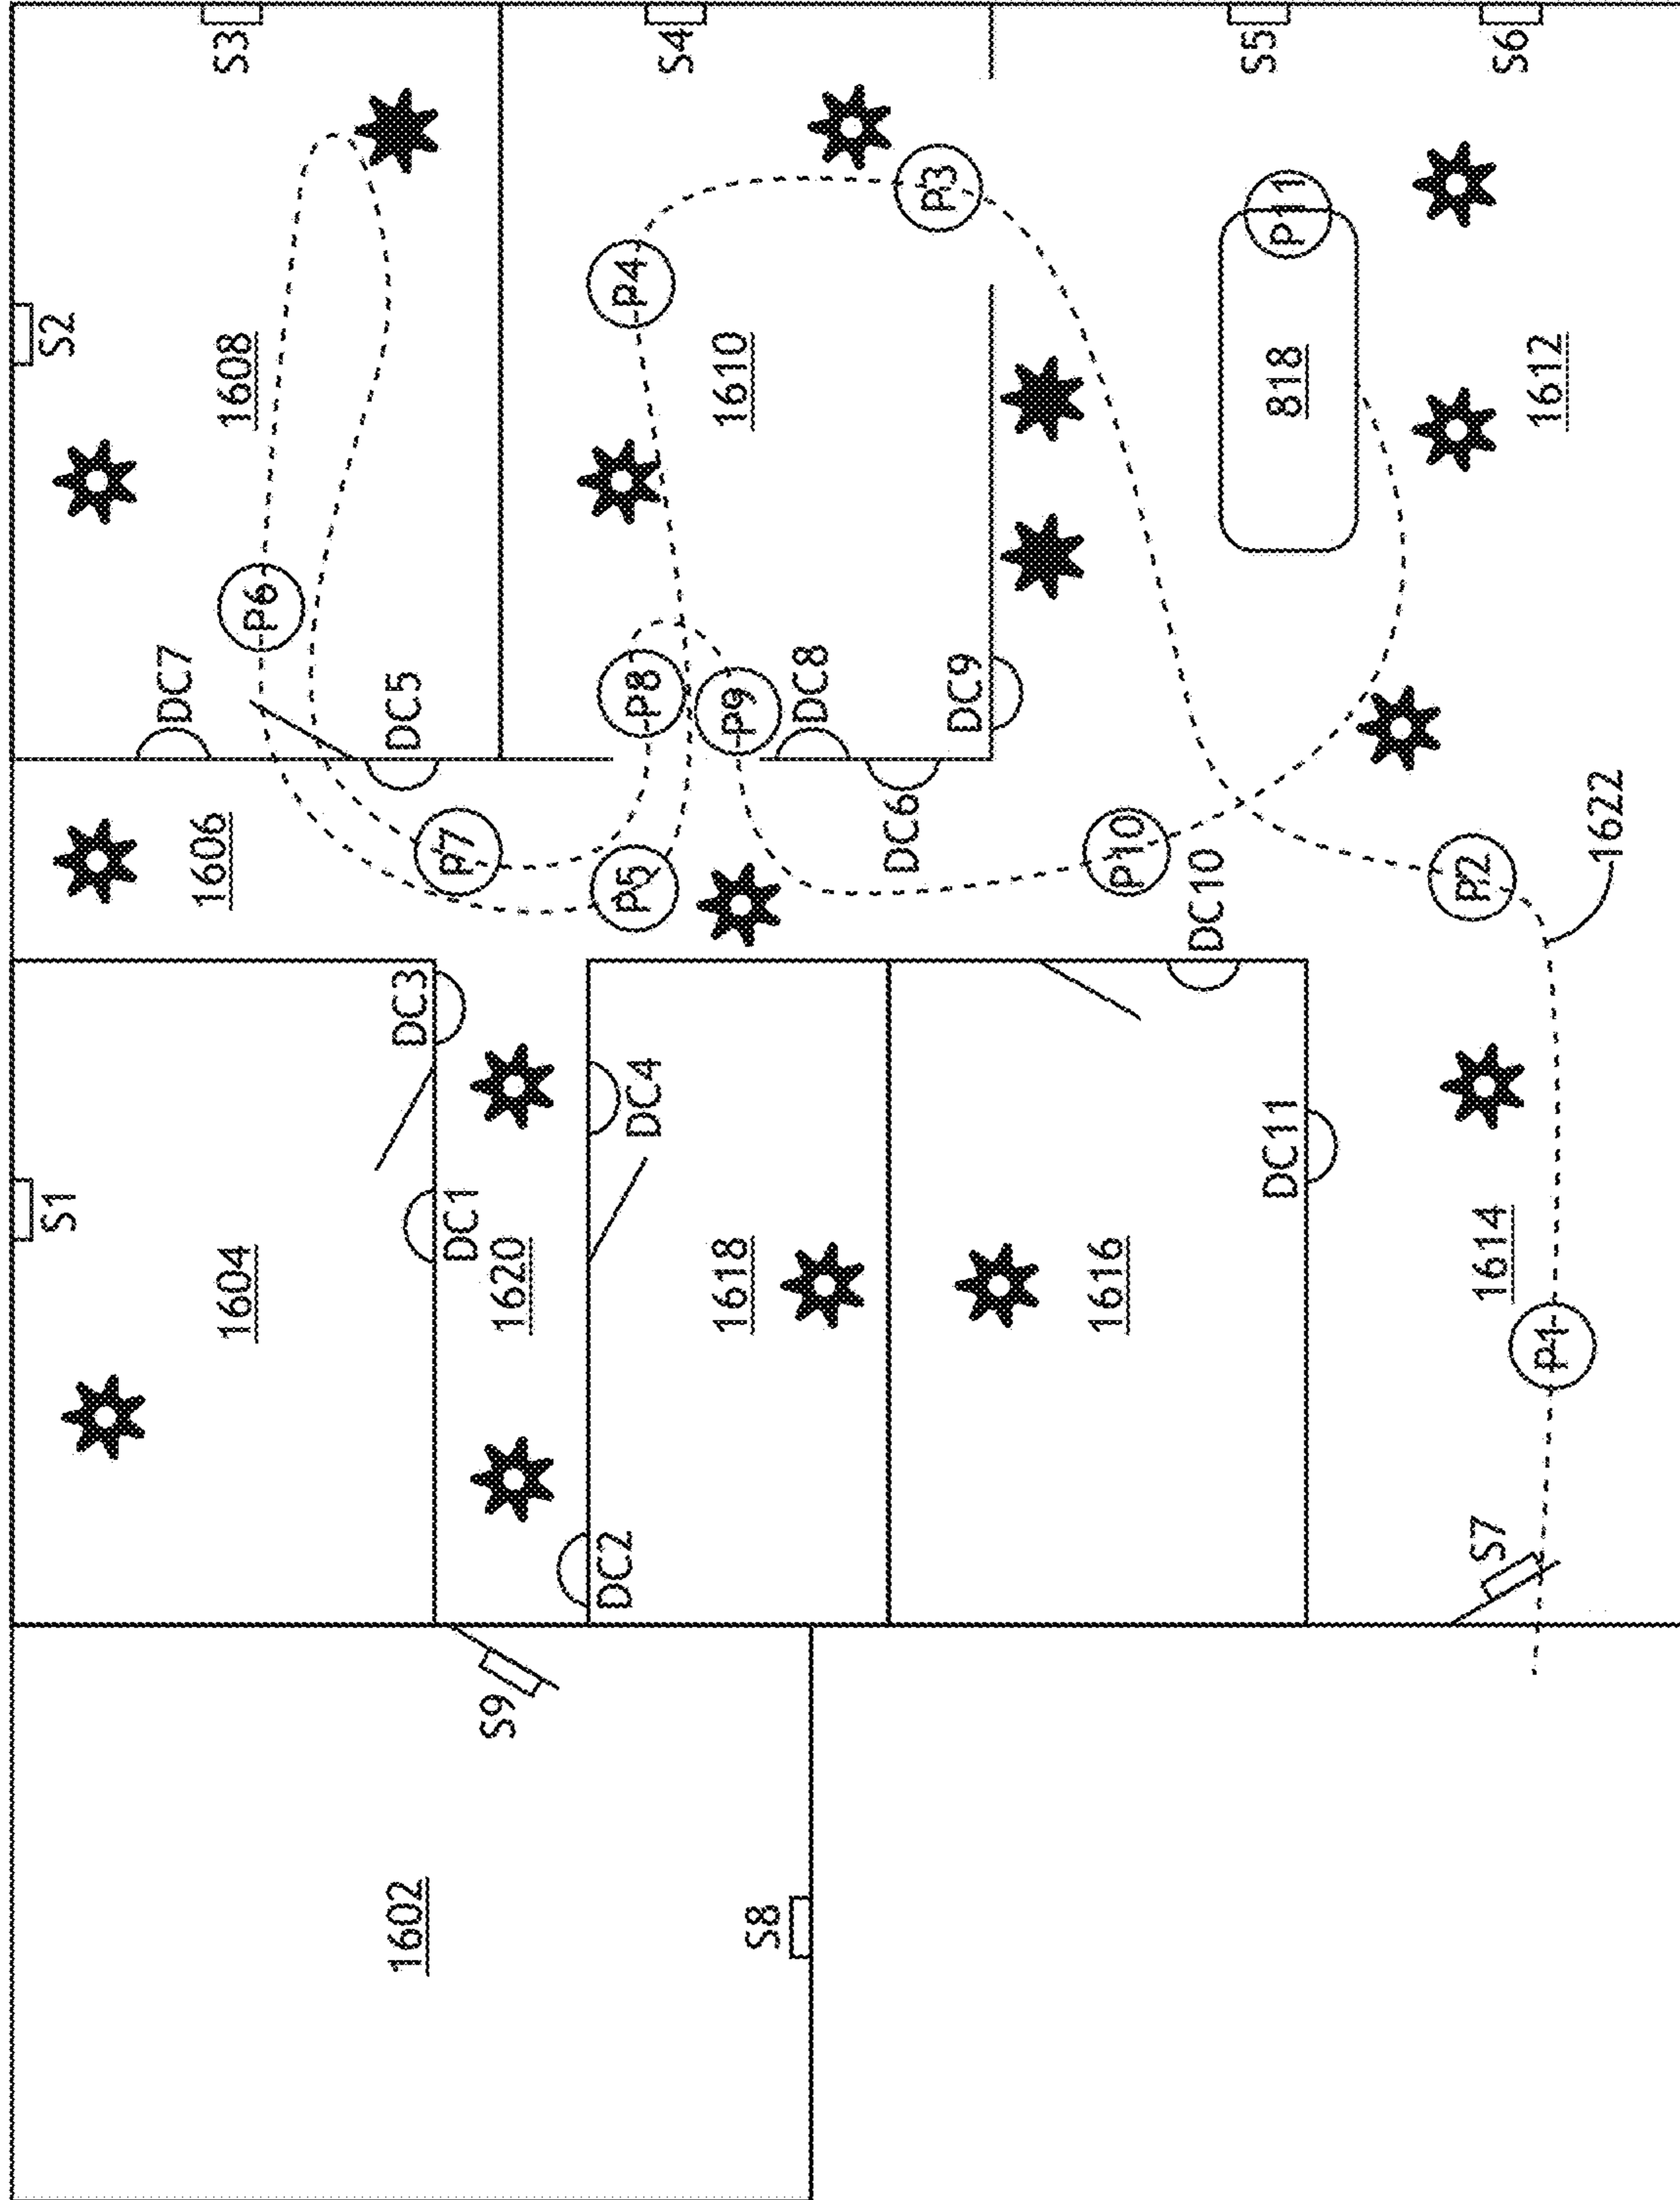 S1
S2
S3
1604
1606
1608
DC7
P6
DC3
DC5
P7
S9
DC1
1620
P5
P8
P4
S4
DC2
DC4
1602
1618
P9
1610
S8
DC8
DC6
DC9
P3
1616
P10
DC10
DC11
818
P11
S5
S7
1614
P1
P2
1622
1612
S6